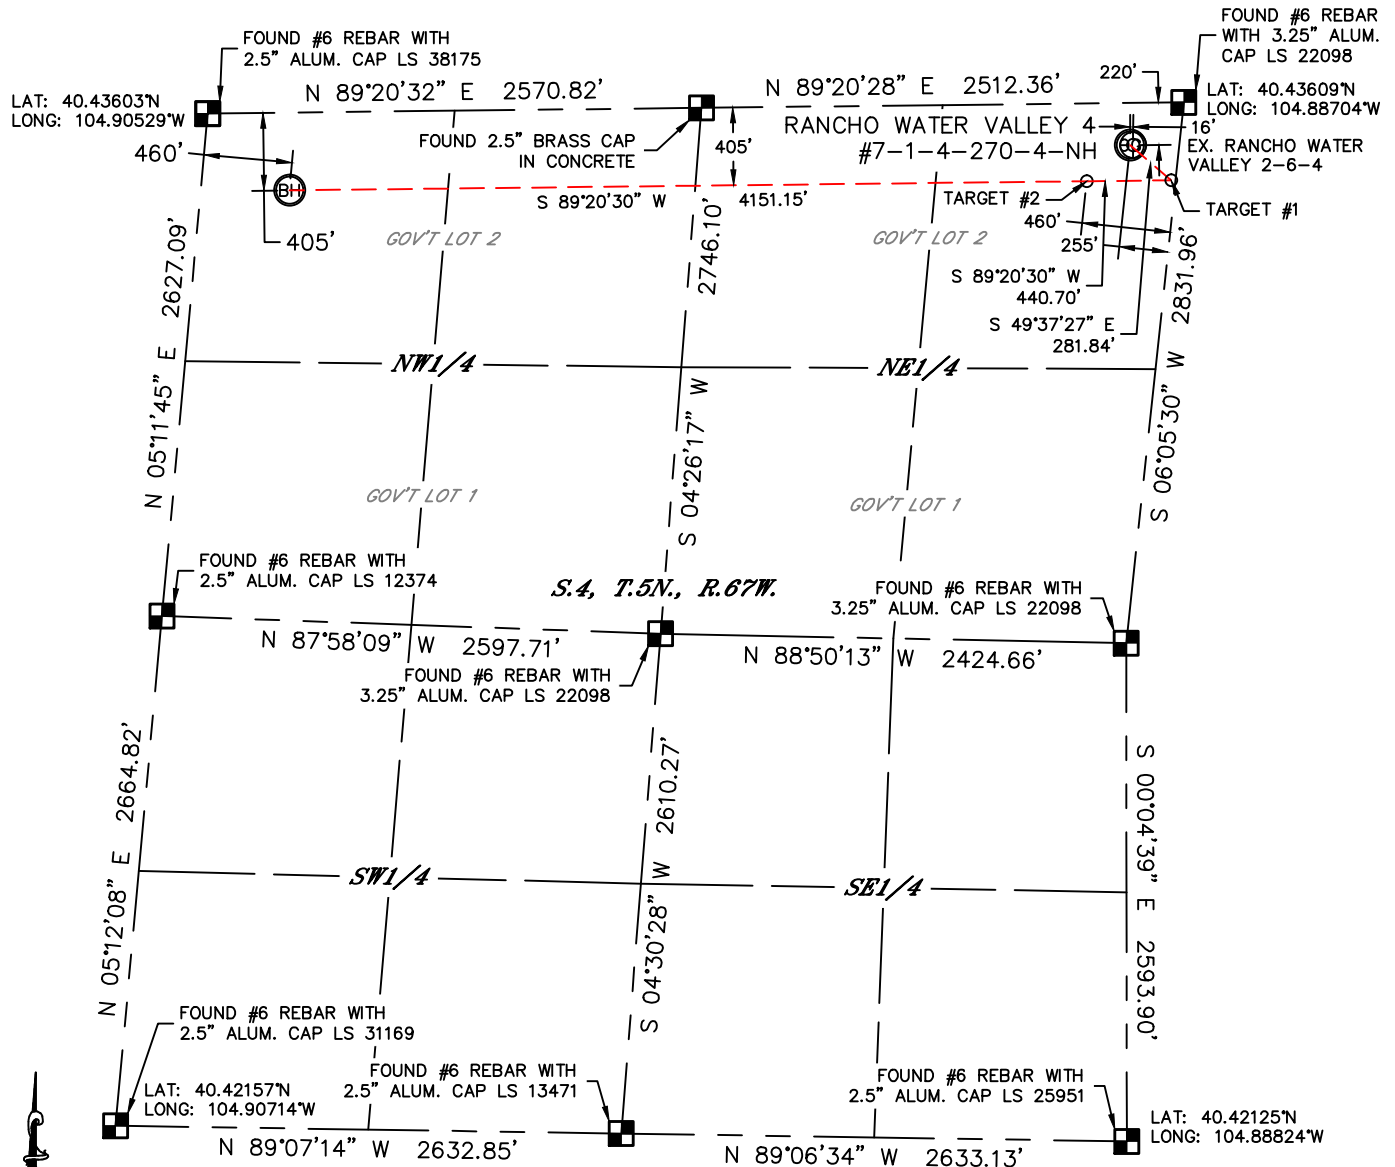 FOUND #6 REBAR WITH
2.5" ALUM. CAP LS 38175
FOUND #6 REBAR
WITH 3.25" ALUM.
CAP LS 22098
LAT: 40.43603°N
LONG: 104.90529°W
N 89°20'32" E 2570.82'
N 89°20'28" E 2512.36'
220'
LAT: 40.43609°N
LONG: 104.88704°W
FOUND 2.5" BRASS CAP
IN CONCRETE
405'
RANCHO WATER VALLEY 4
#7-1-4-270-4-NH
16'
EX. RANCHO WATER
VALLEY 2-6-4
460'
BH
405'
S 89°20'30" W 4151.15'
TARGET #2
TARGET #1
460'
255'
S 89°20'30" W
440.70'
S 49°37'27" E
281.84'
GOV'T LOT 2
GOV'T LOT 2
N 05°11'45" E 2627.09'
S 04°26'17" W 2746.10'
S 06°05'30" W 2831.96'
NW1/4
NE1/4
GOV'T LOT 1
GOV'T LOT 1
FOUND #6 REBAR WITH
2.5" ALUM. CAP LS 12374
S.4, T.5N., R.67W.
FOUND #6 REBAR WITH
3.25" ALUM. CAP LS 22098
N 87°58'09" W 2597.71'
N 88°50'13" W 2424.66'
FOUND #6 REBAR WITH
3.25" ALUM. CAP LS 22098
N 05°12'08" E 2664.82'
S 04°30'28" W 2610.27'
S 00°04'39" E 2593.90'
SW1/4
SE1/4
FOUND #6 REBAR WITH
2.5" ALUM. CAP LS 31169
FOUND #6 REBAR WITH
2.5" ALUM. CAP LS 13471
FOUND #6 REBAR WITH
2.5" ALUM. CAP LS 25951
LAT: 40.42157°N
LONG: 104.90714°W
LAT: 40.42125°N
LONG: 104.88824°W
N 89°07'14" W 2632.85'
N 89°06'34" W 2633.13'